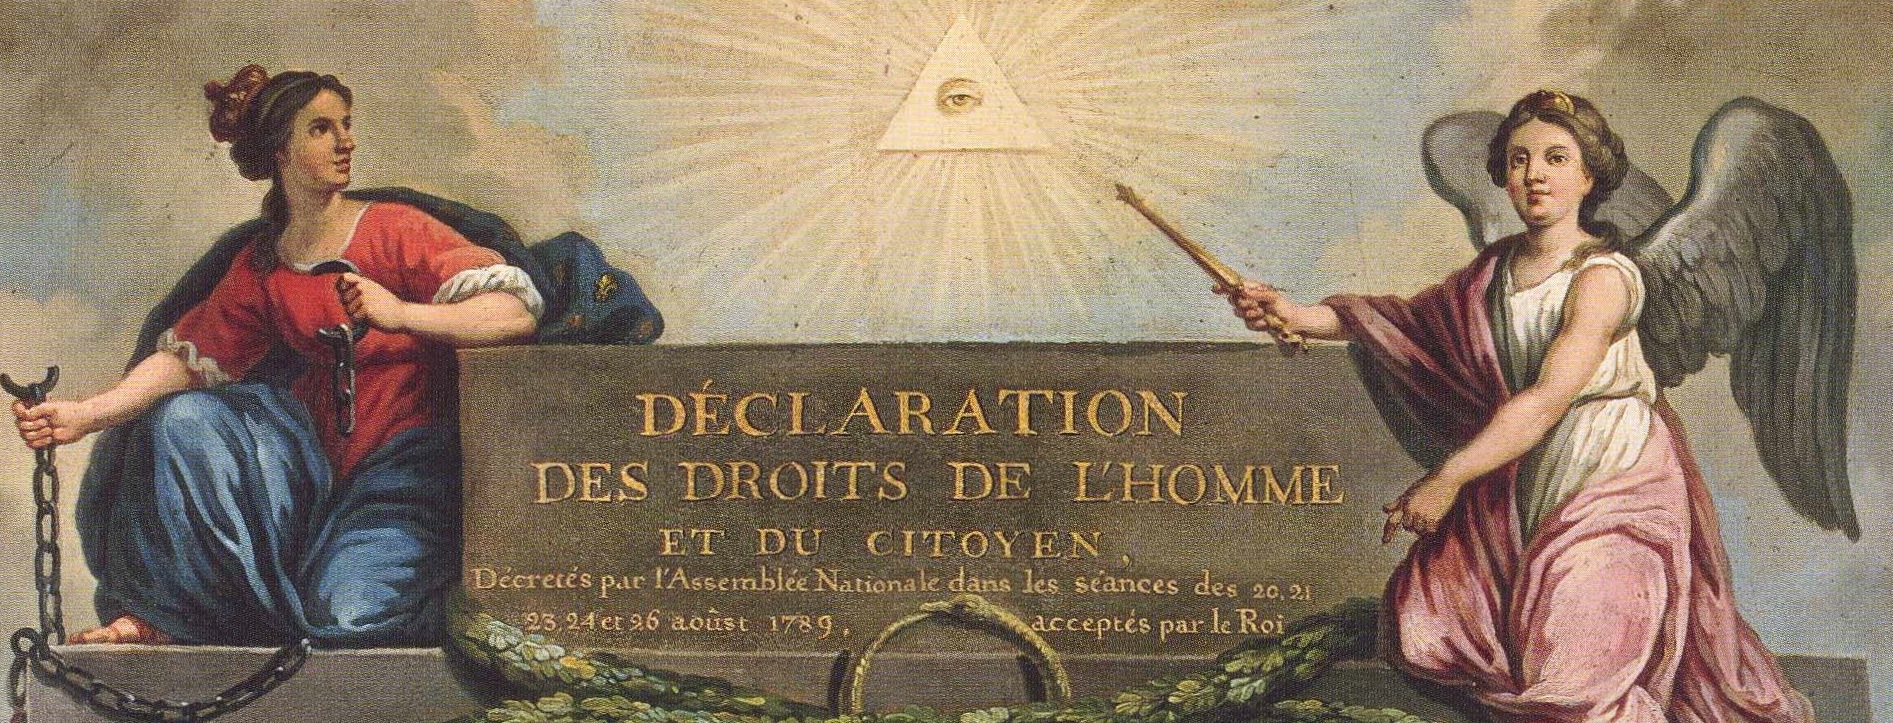 DÉCLARATION
DES DROITS DE L'HOMME
ET DU CITOYEN,
Décretés par l'Assemblée Nationale dans les séances des 20, 21
23, 24 et 26 août 1789, acceptés par le Roi